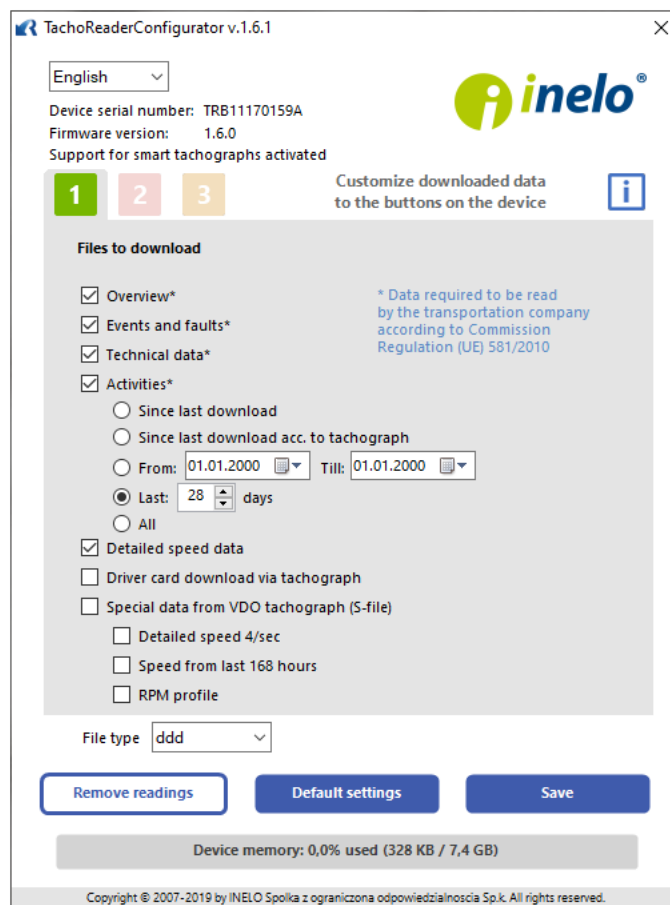 TachoReaderConfigurator v.1.6.1
English
inelo®
Device serial number: TRB11170159A
Firmware version: 1.6.0
Support for smart tachographs activated
1 2 3
Customize downloaded data
to the buttons on the device
i
Files to download
Overview*
Events and faults*
Technical data*
Activities*
* Data required to be read
by the transportation company
according to Commission
Regulation (UE) 581/2010
Since last download
Since last download acc. to tachograph
From: 01.01.2000 Till: 01.01.2000
Last: 28 days
All
Detailed speed data
Driver card download via tachograph
Special data from VDO tachograph (S-file)
Detailed speed 4/sec
Speed from last 168 hours
RPM profile
File type ddd
Remove readings Default settings Save
Device memory: 0,0% used (328 KB / 7,4 GB)
Copyright © 2007-2019 by INELO Spolka z ograniczona odpowiedzialnoscia Sp.k. All rights reserved.